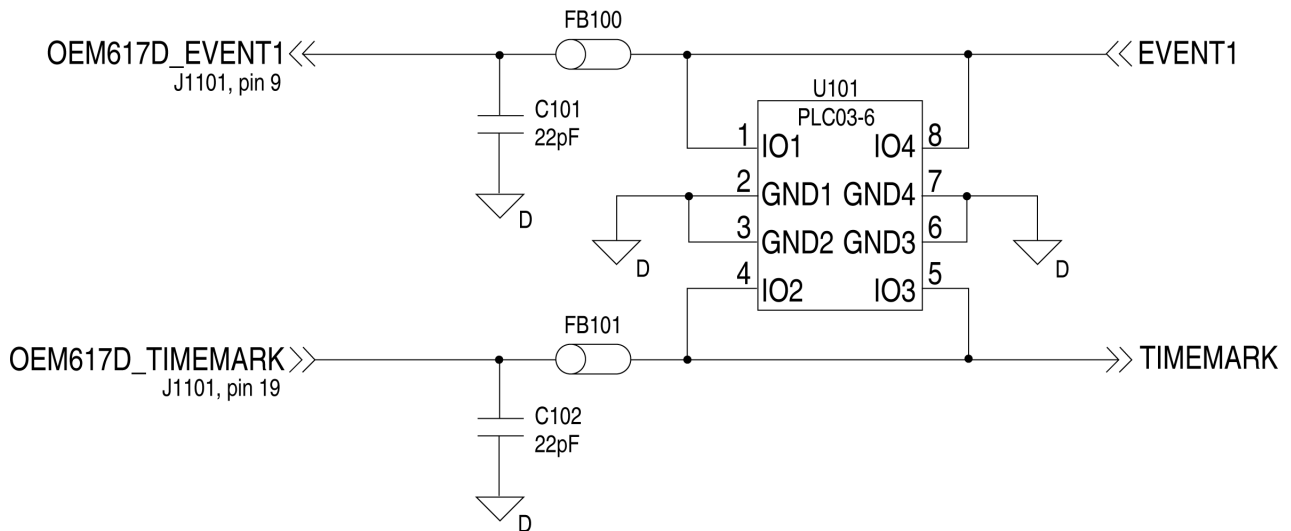 FB100
OEM617D_EVENT1
J1101, pin 9
EVENT1
C101
22pF
D
U101
PLC03-6
1 IO1 IO4 8
2 GND1 GND4 7
3 GND2 GND3 6
4 IO2 IO3 5
D
D
FB101
OEM617D_TIMEMARK
J1101, pin 19
TIMEMARK
C102
22pF
D